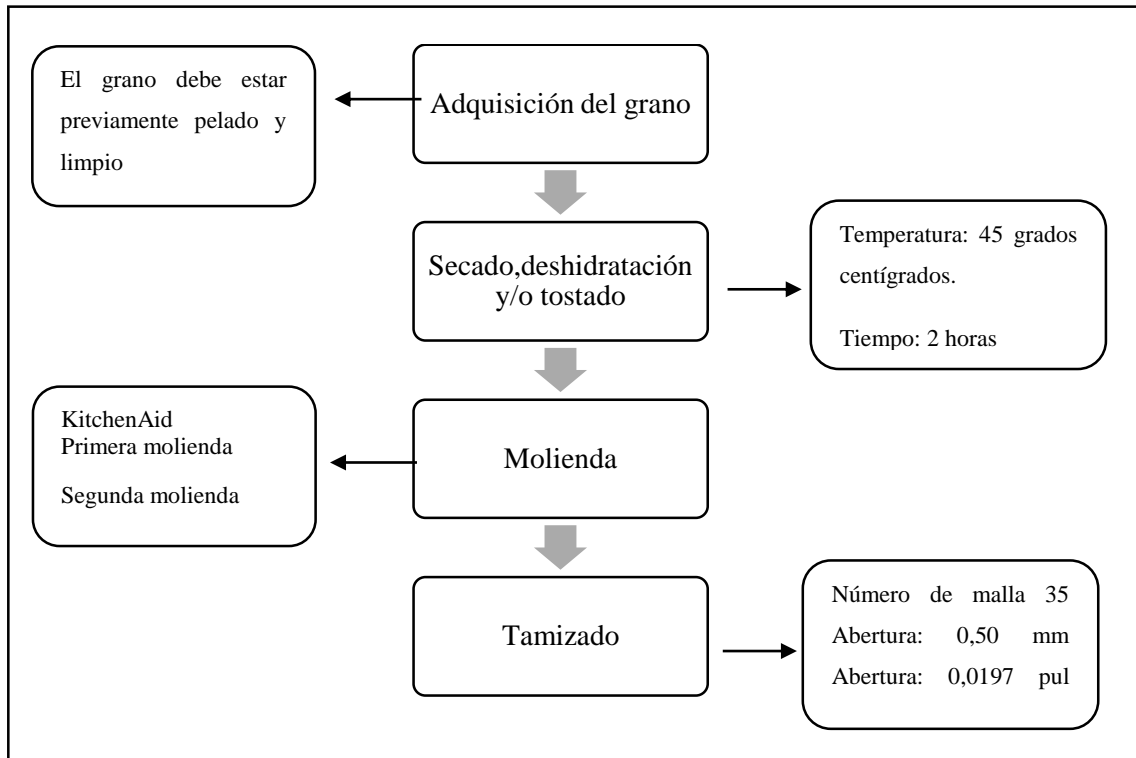 El grano debe estar
previamente pelado y
limpio
Adquisición del grano
Secado,deshidratación
y/o tostado
Temperatura: 45 grados
centígrados.
Tiempo: 2 horas
KitchenAid
Primera molienda
Segunda molienda
Molienda
Tamizado
Número de malla 35
Abertura: 0,50 mm
Abertura: 0,0197 pul